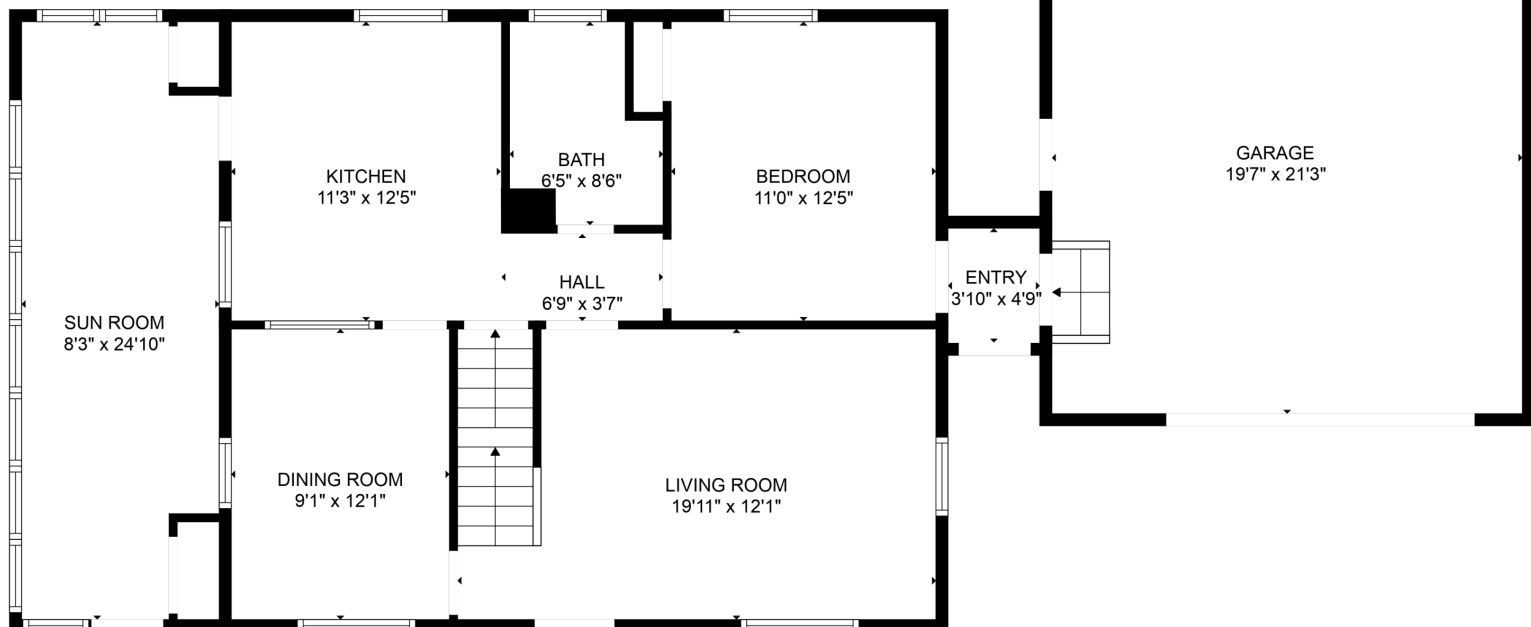 KITCHEN
11'3" x 12'5"
BATH
6'5" x 8'6"
BEDROOM
11'0" x 12'5"
GARAGE
19'7" x 21'3"
HALL
6'9" x 3'7"
ENTRY
3'10" x 4'9"
SUN ROOM
8'3" x 24'10"
DINING ROOM
9'1" x 12'1"
LIVING ROOM
19'11" x 12'1"